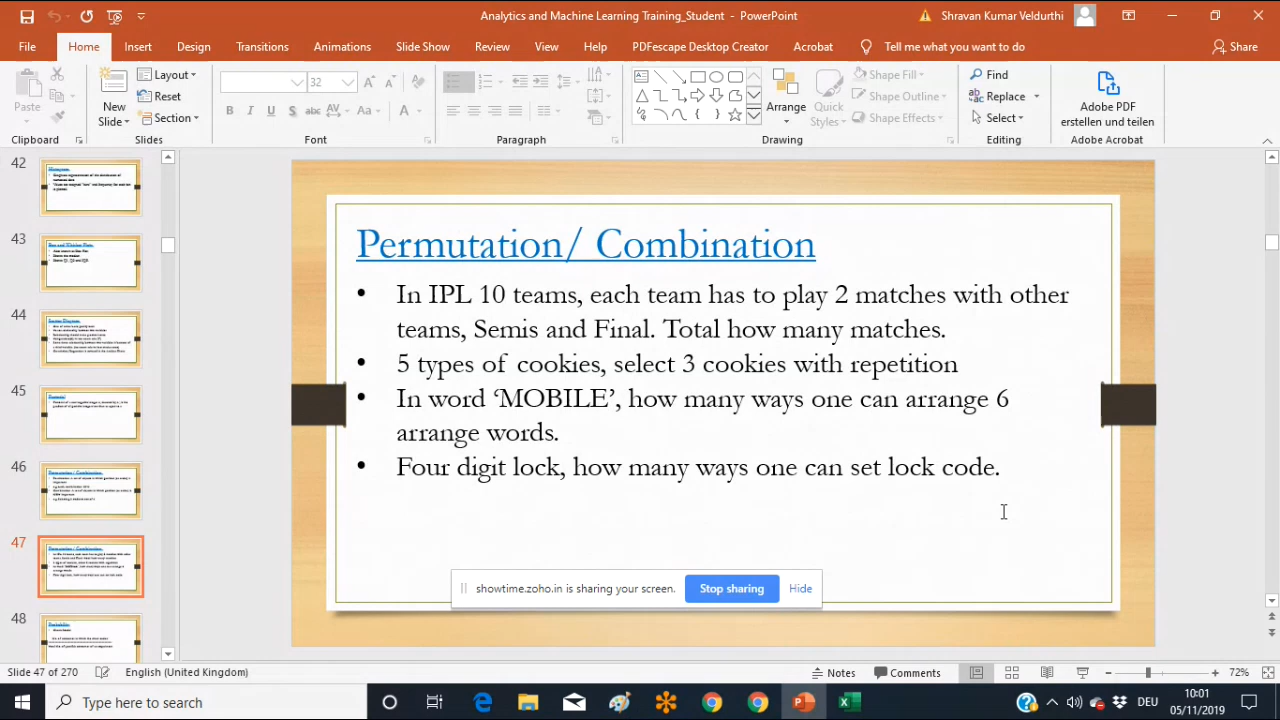 Analytics and Machine Learning Training_Student - PowerPoint
Shravan Kumar Veldurthi
File Home Insert Design Transitions Animations Slide Show Review View Help PDFescape Desktop Creator Acrobat Tell me what you want to do Share
Paste
New Slide
Layout
Reset
Section
32
B I U S abc AV Aa A
Arrange
Quick Styles
Shape Fill
Shape Outline
Shape Effects
Find
Replace
Select
Adobe PDF erstellen und teilen
Clipboard Slides Font Paragraph Drawing Editing Adobe Acrobat
42
43
44
45
46
47
48
Permutation/ Combination
• In IPL 10 teams, each team has to play 2 matches with other
teams, Semis and Final. Total how many matches.
• 5 types of cookies, select 3 cookies with repetition
• In word ‘MOBILE’, how many ways one can arrange 6
arrange words.
• Four digit lock, how many ways one can set lock code.
showtime.zoho.in is sharing your screen. Stop sharing Hide
Slide 47 of 270 English (United Kingdom) Notes Comments 72%
Type here to search
DEU
10:01
05/11/2019